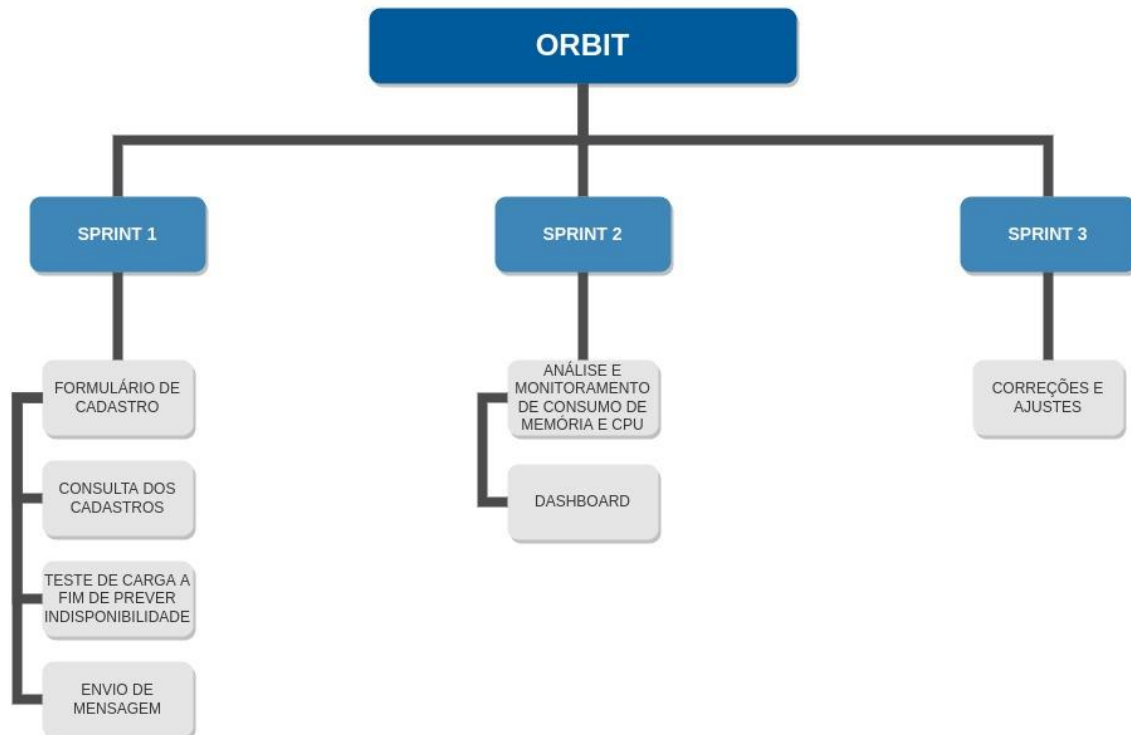 ORBIT
SPRINT 1
SPRINT 2
SPRINT 3
FORMULÁRIO DE
CADASTRO
CONSULTA DOS
CADASTROS
TESTE DE CARGA A
FIM DE PREVER
INDISPONIBILIDADE
ENVIO DE
MENSAGEM
ANÁLISE E
MONITORAMENTO
DE CONSUMO DE
MEMÓRIA E CPU
DASHBOARD
CORREÇÕES E
AJUSTES